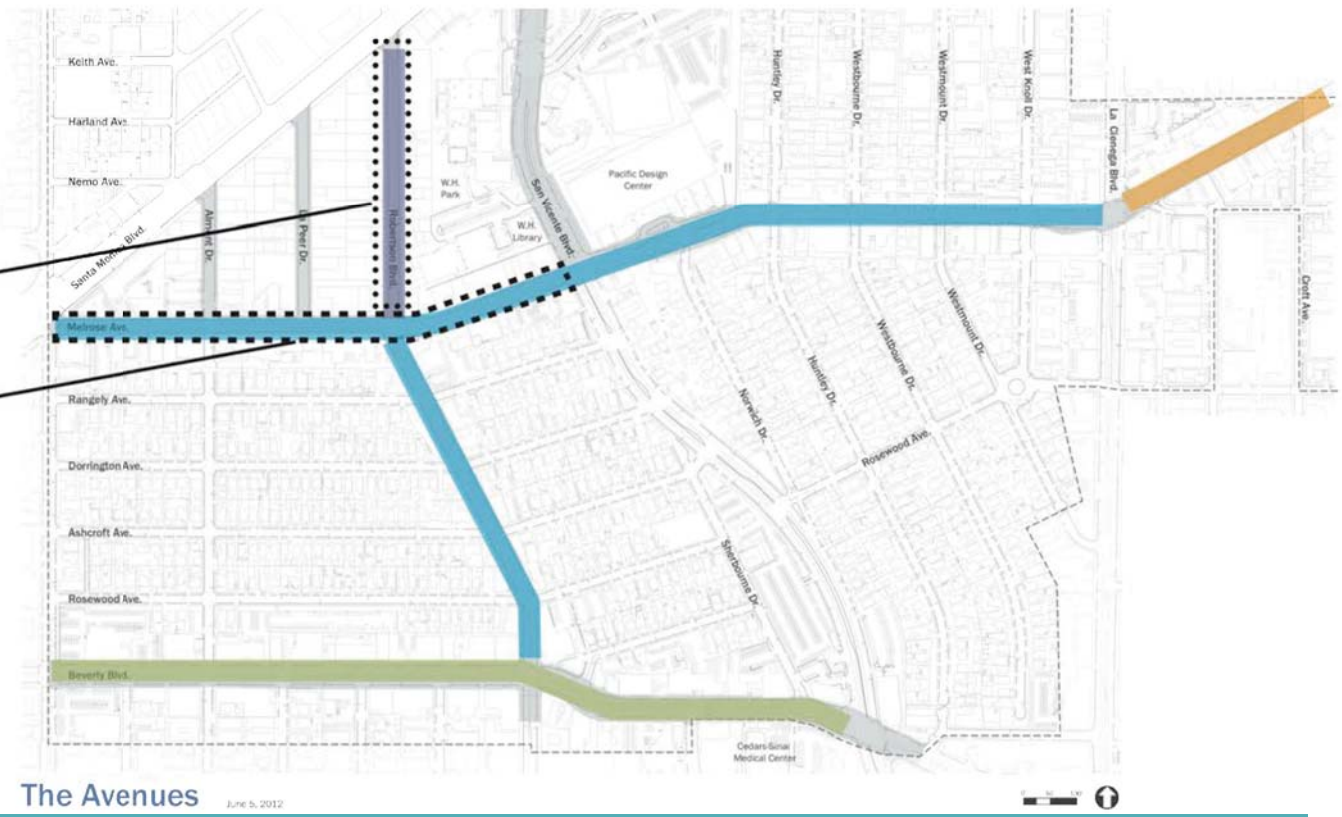 Keith Ave.
Harland Ave.
Nemo Ave.
Santa Monica Blvd.
Almont Dr.
La Peer Dr.
Robertson Blvd.
W.H.
Park
W.H.
Library
San Vicente Blvd.
Pacific Design
Center
Huntley Dr.
Westbourne Dr.
Westmount Dr.
West Knoll Dr.
La Cienega Blvd.
Croft Ave.
Melrose Ave.
Rangely Ave.
Dorrington Ave.
Ashcroft Ave.
Rosewood Ave.
Beverly Blvd.
Norwich Dr.
Huntley Dr.
Westbourne Dr.
Westmount Dr.
Rosewood Ave.
Sherbourne Dr.
Cedars-Sinai
Medical Center
The Avenues
June 5, 2012